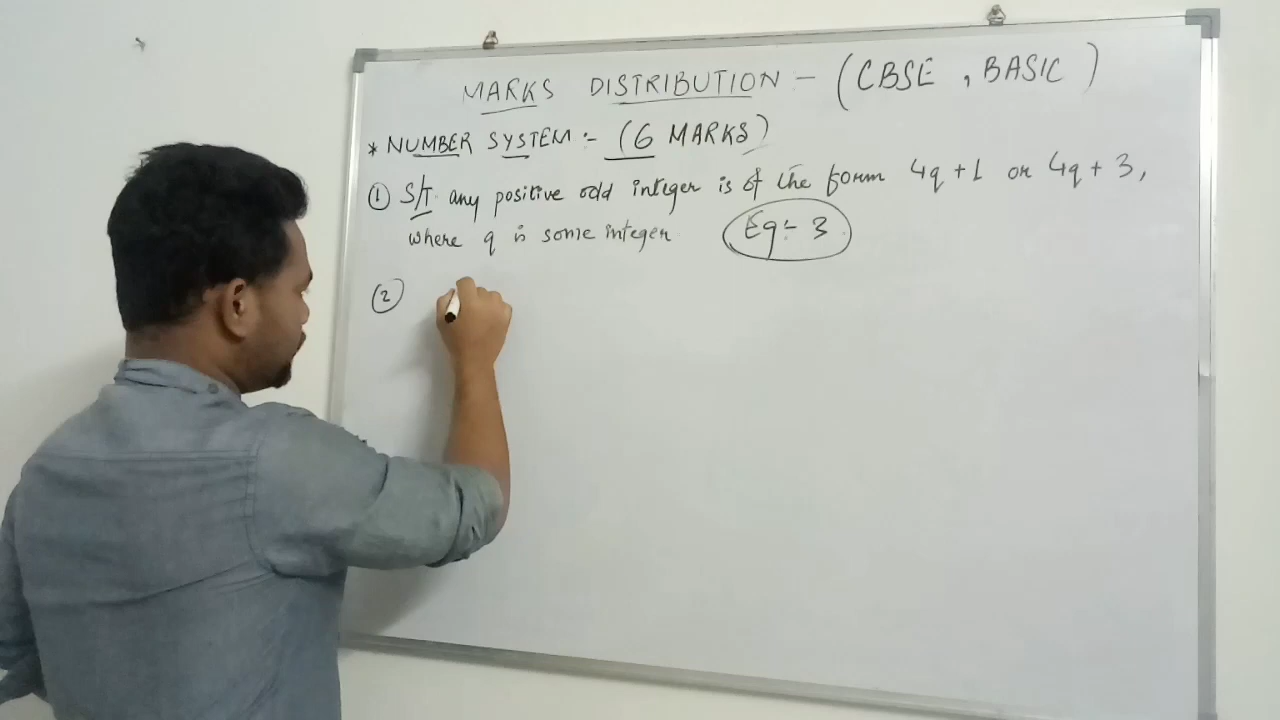 MARKS DISTRIBUTION - (CBSE, BASIC)
* NUMBER SYSTEM :- (6 MARKS)
① S/T any positive odd integer is of the form 4q + 1 or 4q + 3,
where q is some integer Eg:- 3
②